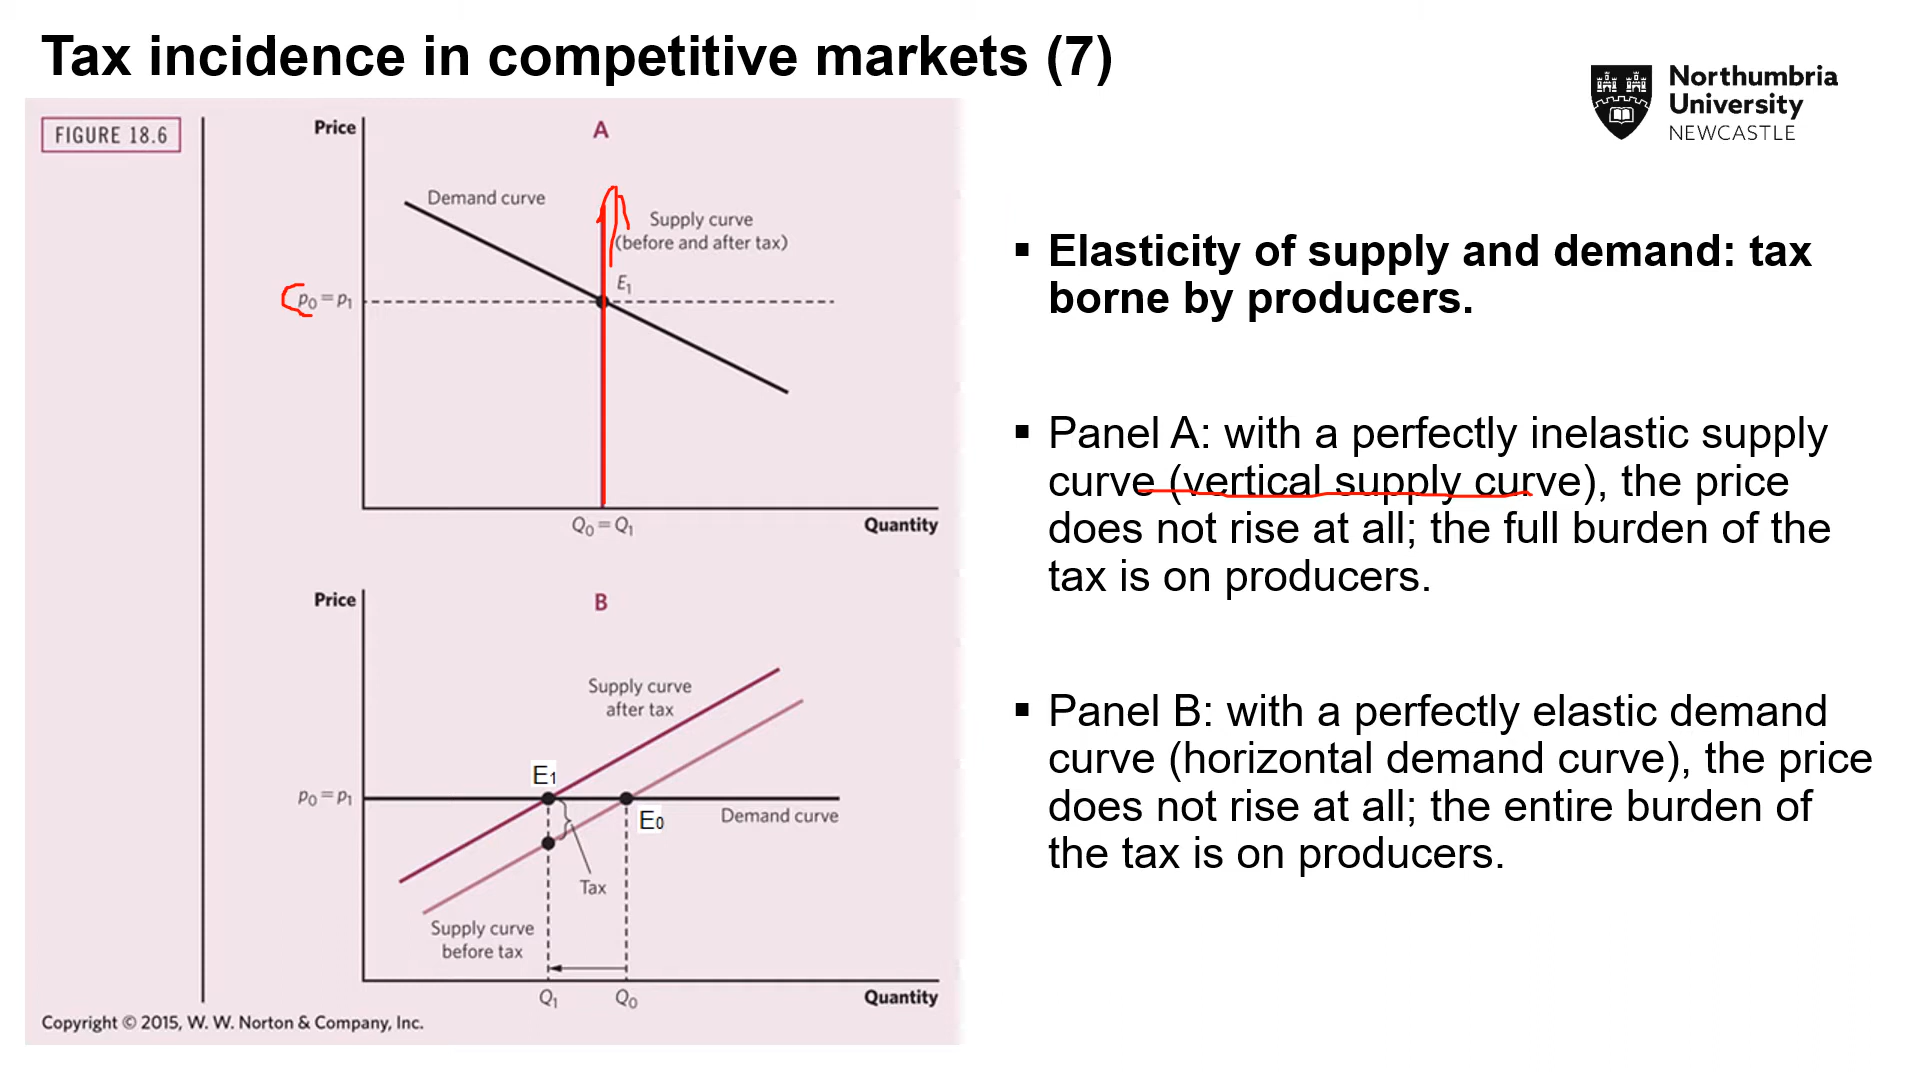 Tax incidence in competitive markets (7)
Northumbria
University
NEWCASTLE
FIGURE 18.6
Price
A
Demand curve
Supply curve
(before and after tax)
E1
p0 = p1
Q0 = Q1
Quantity
Price
B
Supply curve
after tax
E1
p0 = p1
E0
Demand curve
Tax
Supply curve
before tax
Q1
Q0
Quantity
Copyright © 2015, W. W. Norton & Company, Inc.
▪ Elasticity of supply and demand: tax
borne by producers.
▪ Panel A: with a perfectly inelastic supply
curve (vertical supply curve), the price
does not rise at all; the full burden of the
tax is on producers.
▪ Panel B: with a perfectly elastic demand
curve (horizontal demand curve), the price
does not rise at all; the entire burden of
the tax is on producers.